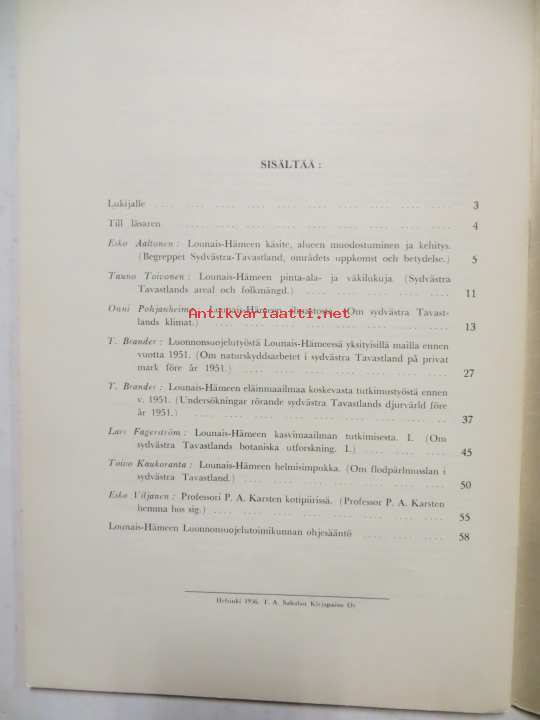 SISÄLTÄÄ :
Lukijalle 3
Till läsaren 4
Esko Aaltonen : Lounais-Hämeen käsite, alueen muodostuminen ja kehitys.
(Begreppet Sydvästra-Tavastland, områdets uppkomst och betydelse.) 5
Tauno Toivonen : Lounais-Hämeen pinta-ala- ja väkilukuja. (Sydvästra
Tavastlands areal och folkmängd.) 11
Onni Pohjanheimo : Lounais-Hämeen ilmastosta. (Om sydvästra Tavast-
lands klimat.) 13
Antikvariaatti.net
T. Brander : Luonnonsuojelutyöstä Lounais-Hämeessä yksityisillä mailla ennen
vuotta 1951. (Om naturskyddsarbetet i sydvästra Tavastland på privat
mark före år 1951.) 27
T. Brander : Lounais-Hämeen eläinmaailmaa koskevasta tutkimustyöstä ennen
v. 1951. (Undersökningar rörande sydvästra Tavastlands djurvärld före
år 1951.) 37
Lars Fagerström : Lounais-Hämeen kasvimaailman tutkimisesta. I. (Om
sydvästra Tavastlands botaniska utforskning. I.) 45
Toivo Kaukoranta : Lounais-Hämeen helmisimpukka. (Om flodpärlmusslan i
sydvästra Tavastland.) 50
Esko Viljanen : Professori P. A. Karsten kotipiirissä. (Professor P. A. Karsten
hemma hos sig.) 55
Lounais-Hämeen Luonnonsuojelutoimikunnan ohjesääntö 58
Helsinki 1956. T. A. Sahalan Kirjapaino Oy